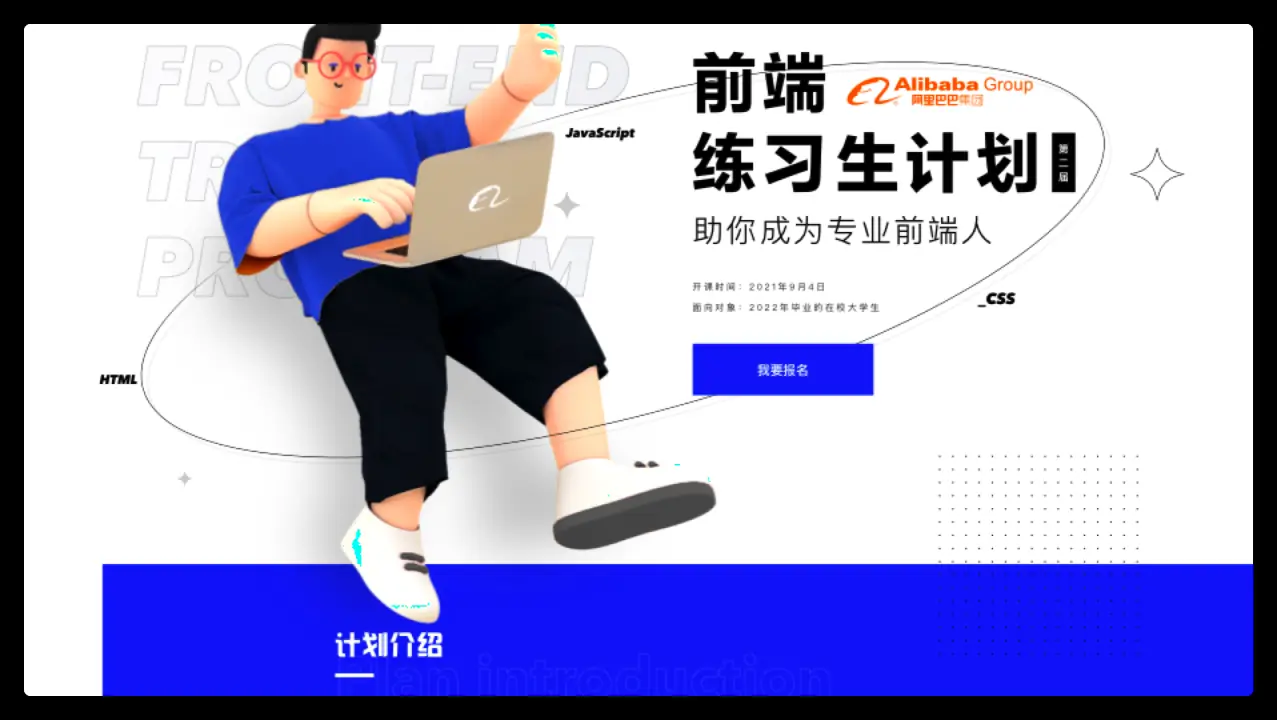 FRONT-END
TRAINEE
PROGRAM
前端
Alibaba Group
阿里巴巴集团
练习生计划
第二届
助你成为专业前端人
JavaScript
开课时间：2021年9月4日
面向对象：2022年毕业的在校大学生
_CSS
我要报名
HTML
计划介绍
Plan introduction